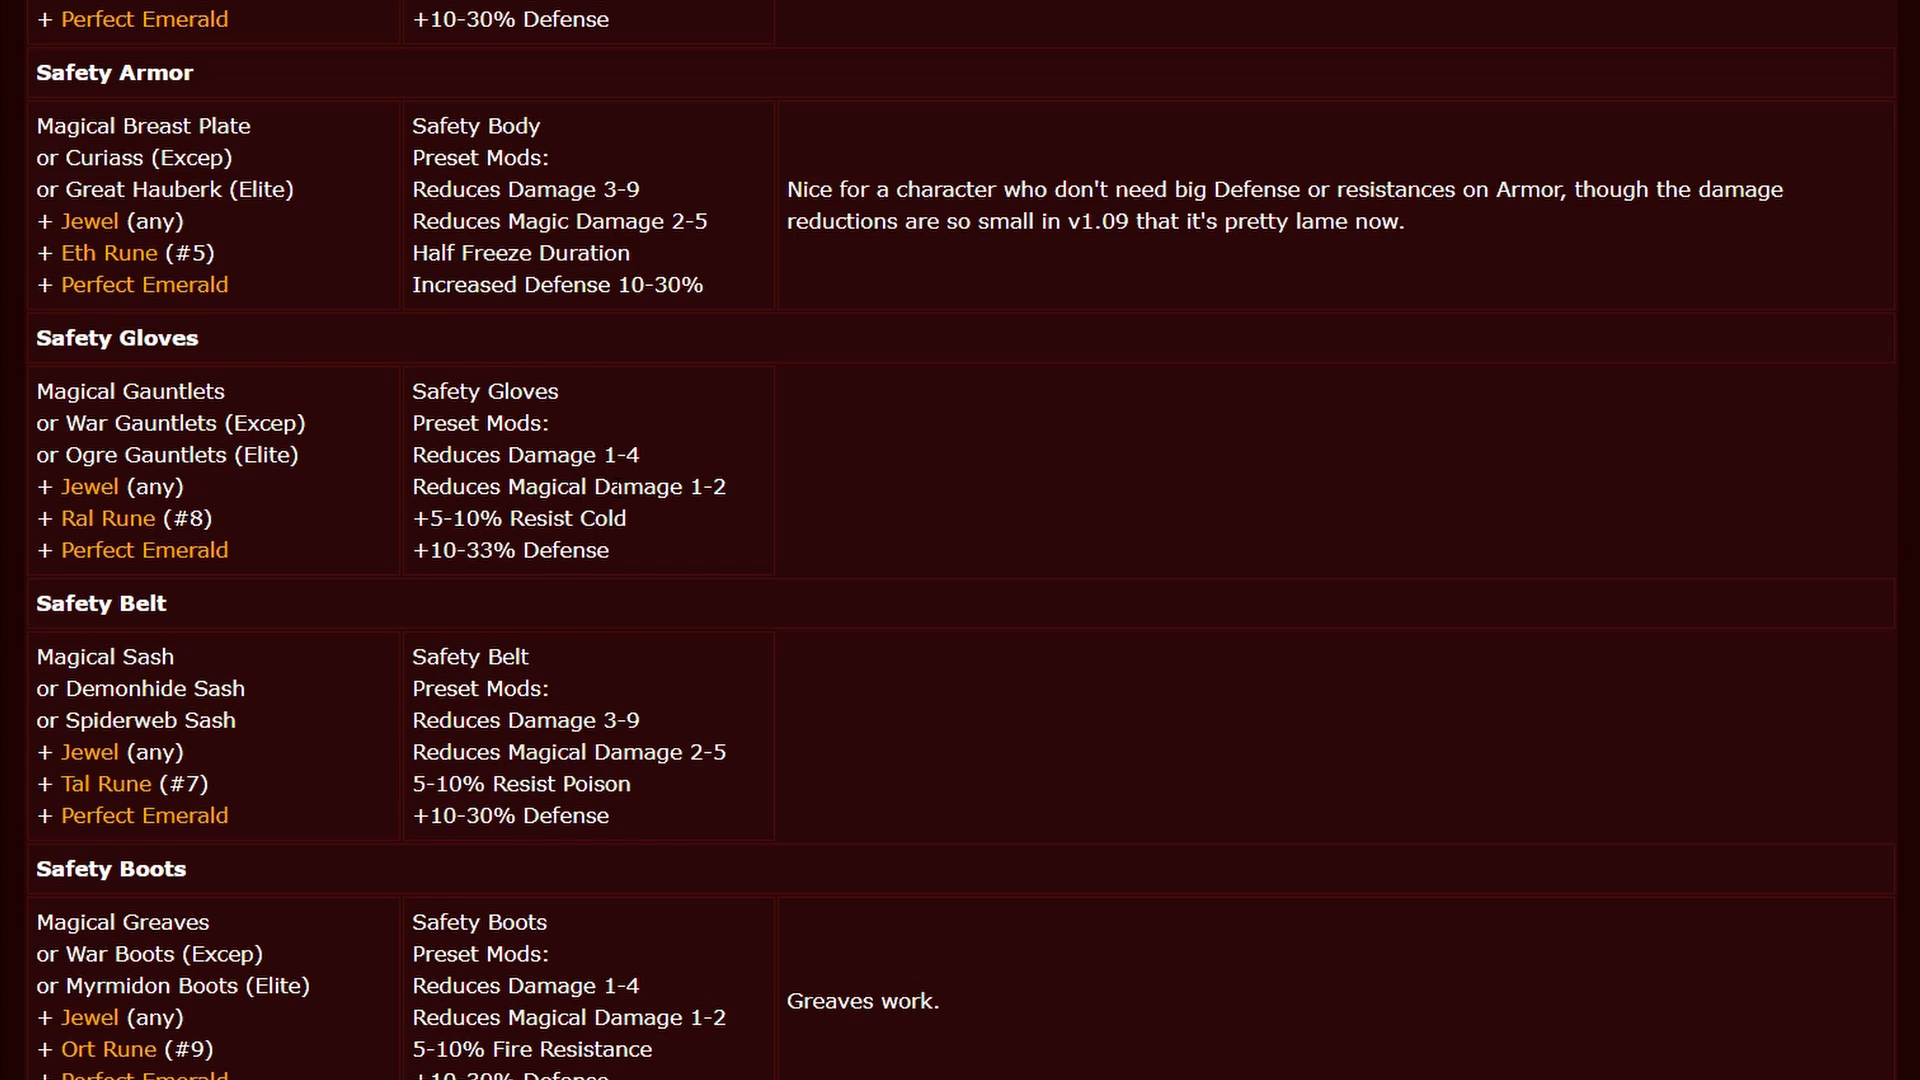 + Perfect Emerald
+10-30% Defense
Safety Armor
Magical Breast Plate
or Curiass (Excep)
or Great Hauberk (Elite)
+ Jewel (any)
+ Eth Rune (#5)
+ Perfect Emerald
Safety Body
Preset Mods:
Reduces Damage 3-9
Reduces Magic Damage 2-5
Half Freeze Duration
Increased Defense 10-30%
Nice for a character who don't need big Defense or resistances on Armor, though the damage
reductions are so small in v1.09 that it's pretty lame now.
Safety Gloves
Magical Gauntlets
or War Gauntlets (Excep)
or Ogre Gauntlets (Elite)
+ Jewel (any)
+ Ral Rune (#8)
+ Perfect Emerald
Safety Gloves
Preset Mods:
Reduces Damage 1-4
Reduces Magical Damage 1-2
+5-10% Resist Cold
+10-33% Defense
Safety Belt
Magical Sash
or Demonhide Sash
or Spiderweb Sash
+ Jewel (any)
+ Tal Rune (#7)
+ Perfect Emerald
Safety Belt
Preset Mods:
Reduces Damage 3-9
Reduces Magical Damage 2-5
5-10% Resist Poison
+10-30% Defense
Safety Boots
Magical Greaves
or War Boots (Excep)
or Myrmidon Boots (Elite)
+ Jewel (any)
+ Ort Rune (#9)
+ Perfect Emerald
Safety Boots
Preset Mods:
Reduces Damage 1-4
Reduces Magical Damage 1-2
5-10% Fire Resistance
+10-30% Defense
Greaves work.